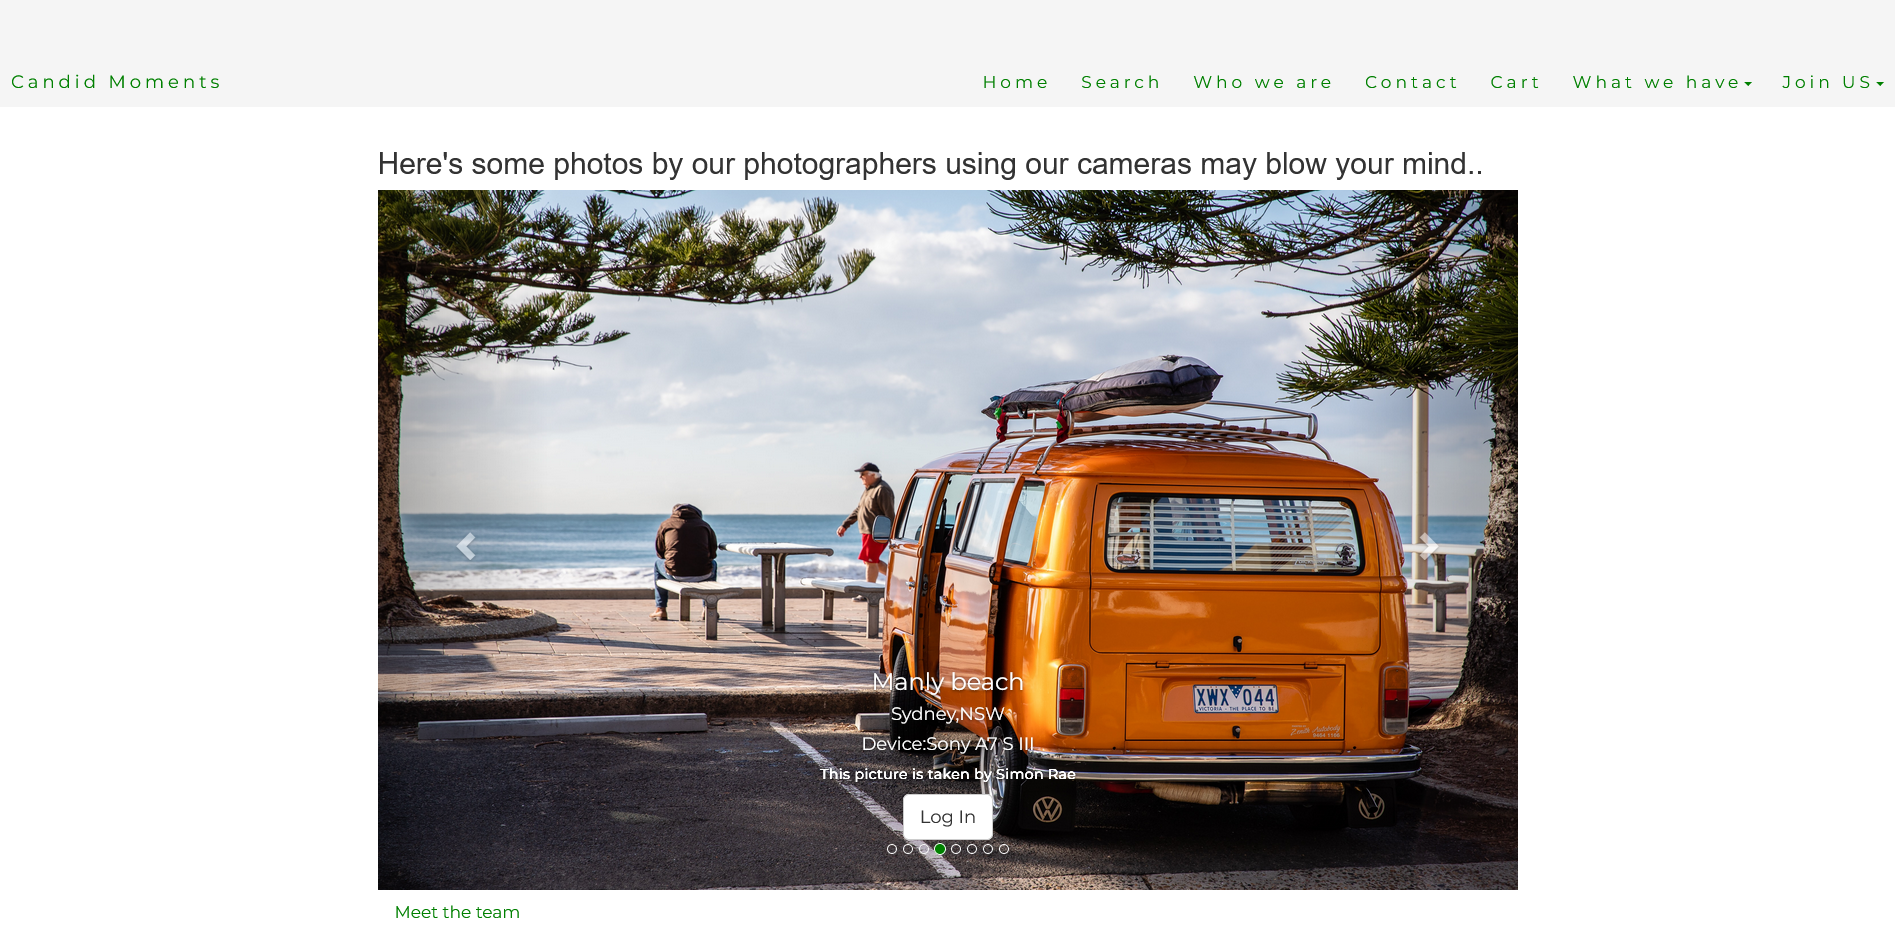 Candid Moments
Home Search Who we are Contact Cart What we have Join US
Here's some photos by our photographers using our cameras may blow your mind..
XWX 044
VICTORIA - THE PLACE TO BE
Manly beach
Sydney,NSW
Device:Sony A7 S III
This picture is taken by Simon Rae
Log In
Meet the team